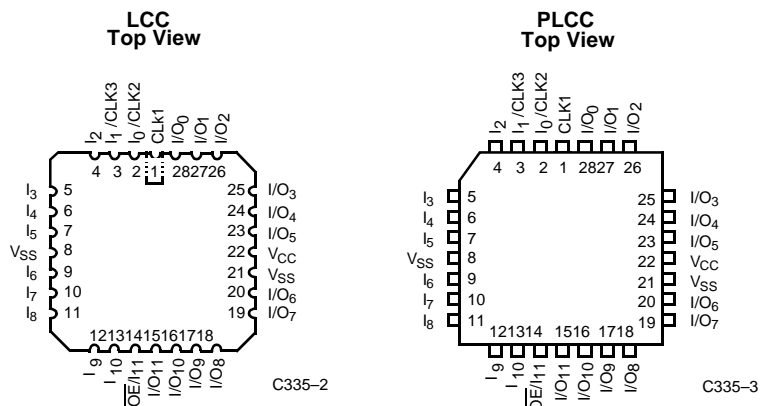 LCC
Top View
I2 I1/CLK3 I0/CLK2 CLK1 I/O0 I/O1 I/O2
4 3 2 1 28 27 26
I3 5 25 I/O3
I4 6 24 I/O4
I5 7 23 I/O5
VSS 8 22 VCC
I6 9 21 VSS
I7 10 20 I/O6
I8 11 19 I/O7
12 13 14 15 16 17 18
I9 I10 OE/I11 I/O11 I/O10 I/O9 I/O8
C335–2
PLCC
Top View
I2 I1/CLK3 I0/CLK2 CLK1 I/O0 I/O1 I/O2
4 3 2 1 28 27 26
I3 5 25 I/O3
I4 6 24 I/O4
I5 7 23 I/O5
VSS 8 22 VCC
I6 9 21 VSS
I7 10 20 I/O6
I8 11 19 I/O7
12 13 14 15 16 17 18
I9 I10 OE/I11 I/O11 I/O10 I/O9 I/O8
C335–3